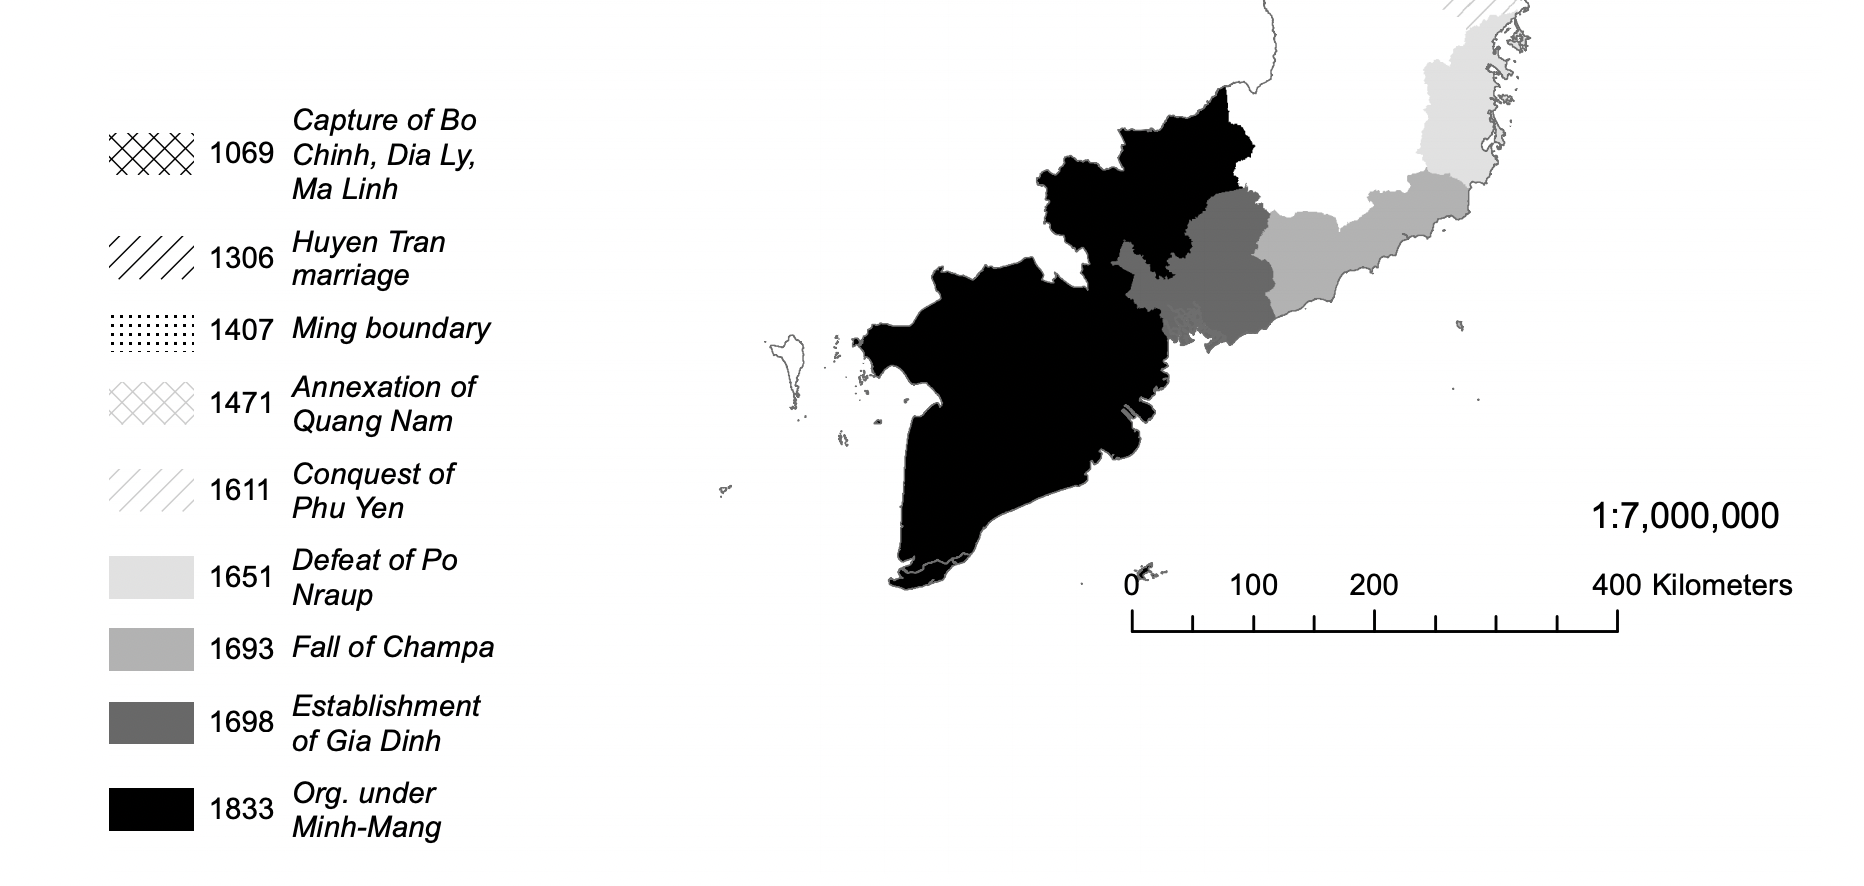 1069 Capture of Bo
Chinh, Dia Ly,
Ma Linh
1306 Huyen Tran
marriage
1407 Ming boundary
1471 Annexation of
Quang Nam
1611 Conquest of
Phu Yen
1651 Defeat of Po
Nraup
1693 Fall of Champa
1698 Establishment
of Gia Dinh
1833 Org. under
Minh-Mang
1:7,000,000
0 100 200 400 Kilometers